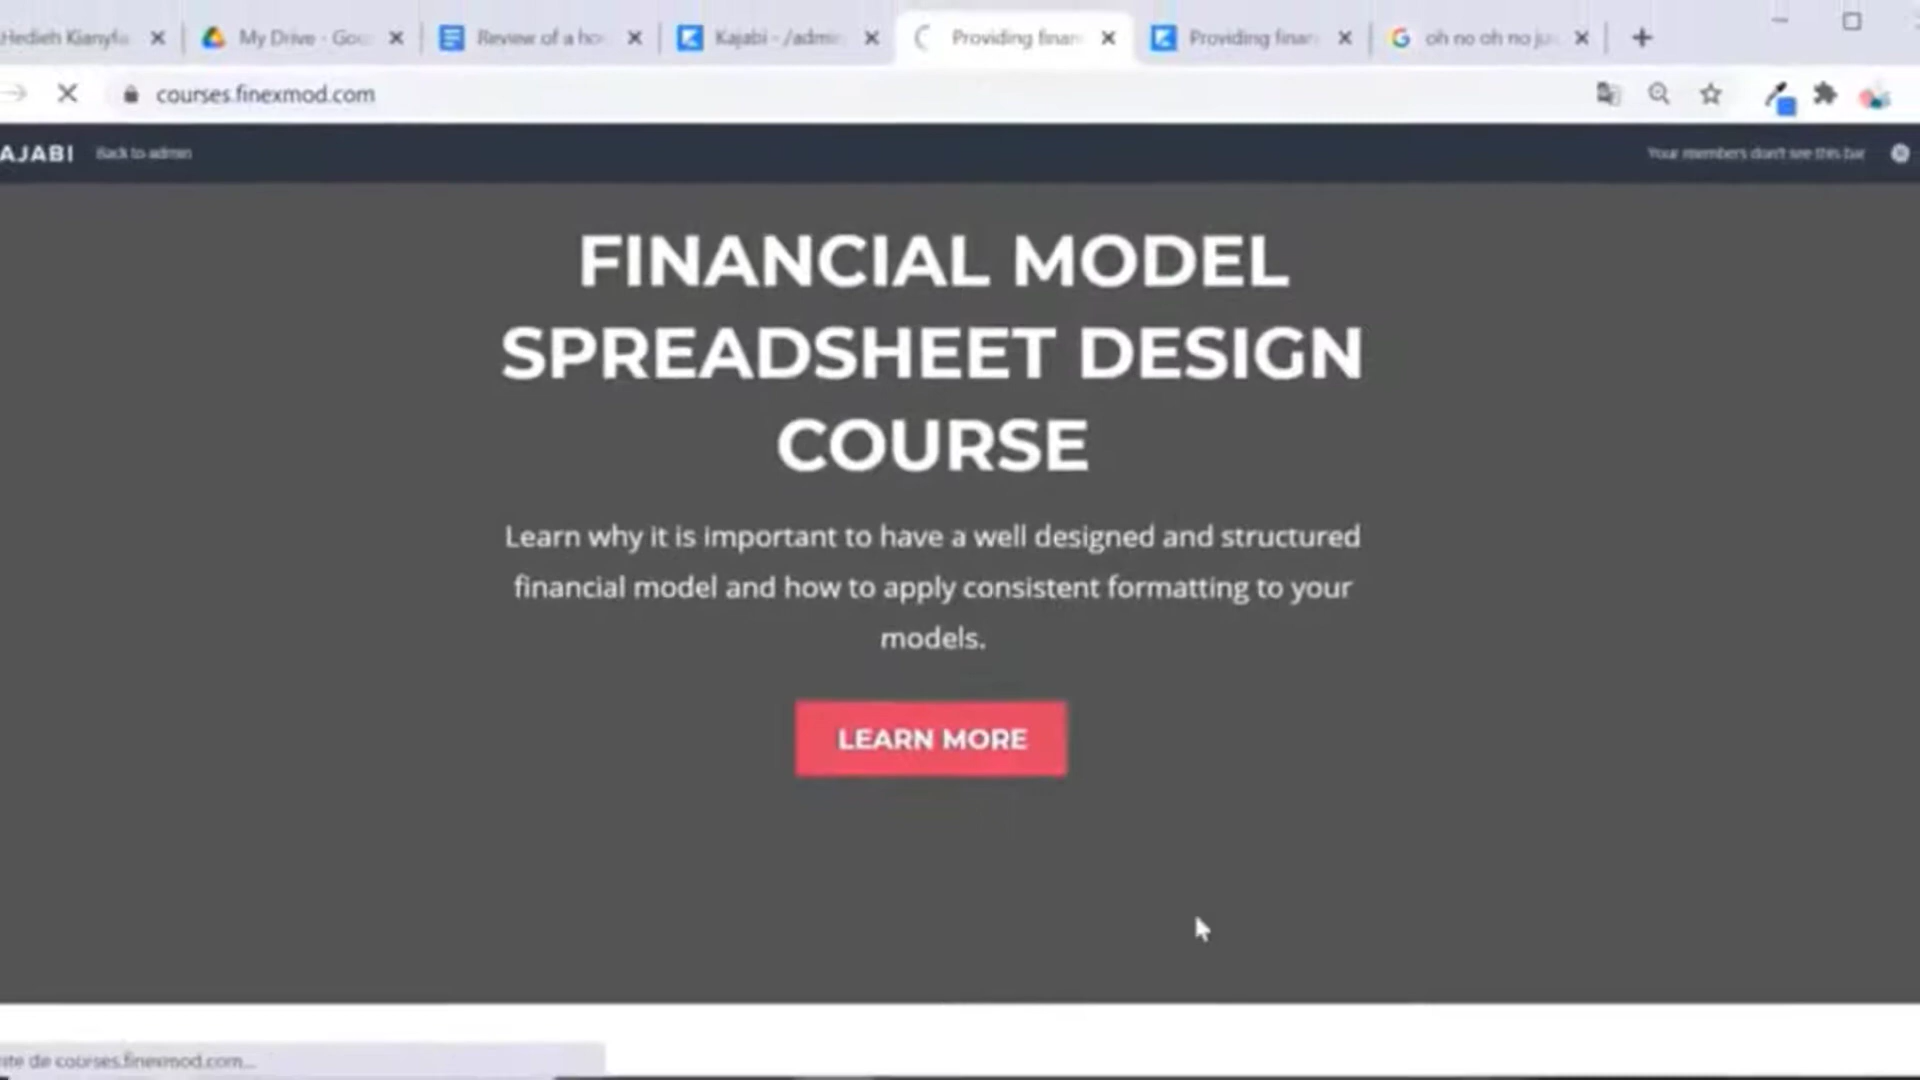 Hedieh Kianyfa
My Drive - Goo
Review of a ho
Kajabi - /admin
Providing finan
Providing finan
oh no oh no ju
courses.finexmod.com
AJABI
Back to admin
Your members don't see this bar
FINANCIAL MODEL
SPREADSHEET DESIGN
COURSE
Learn why it is important to have a well designed and structured
financial model and how to apply consistent formatting to your
models.
LEARN MORE
de courses.finexmod.com...